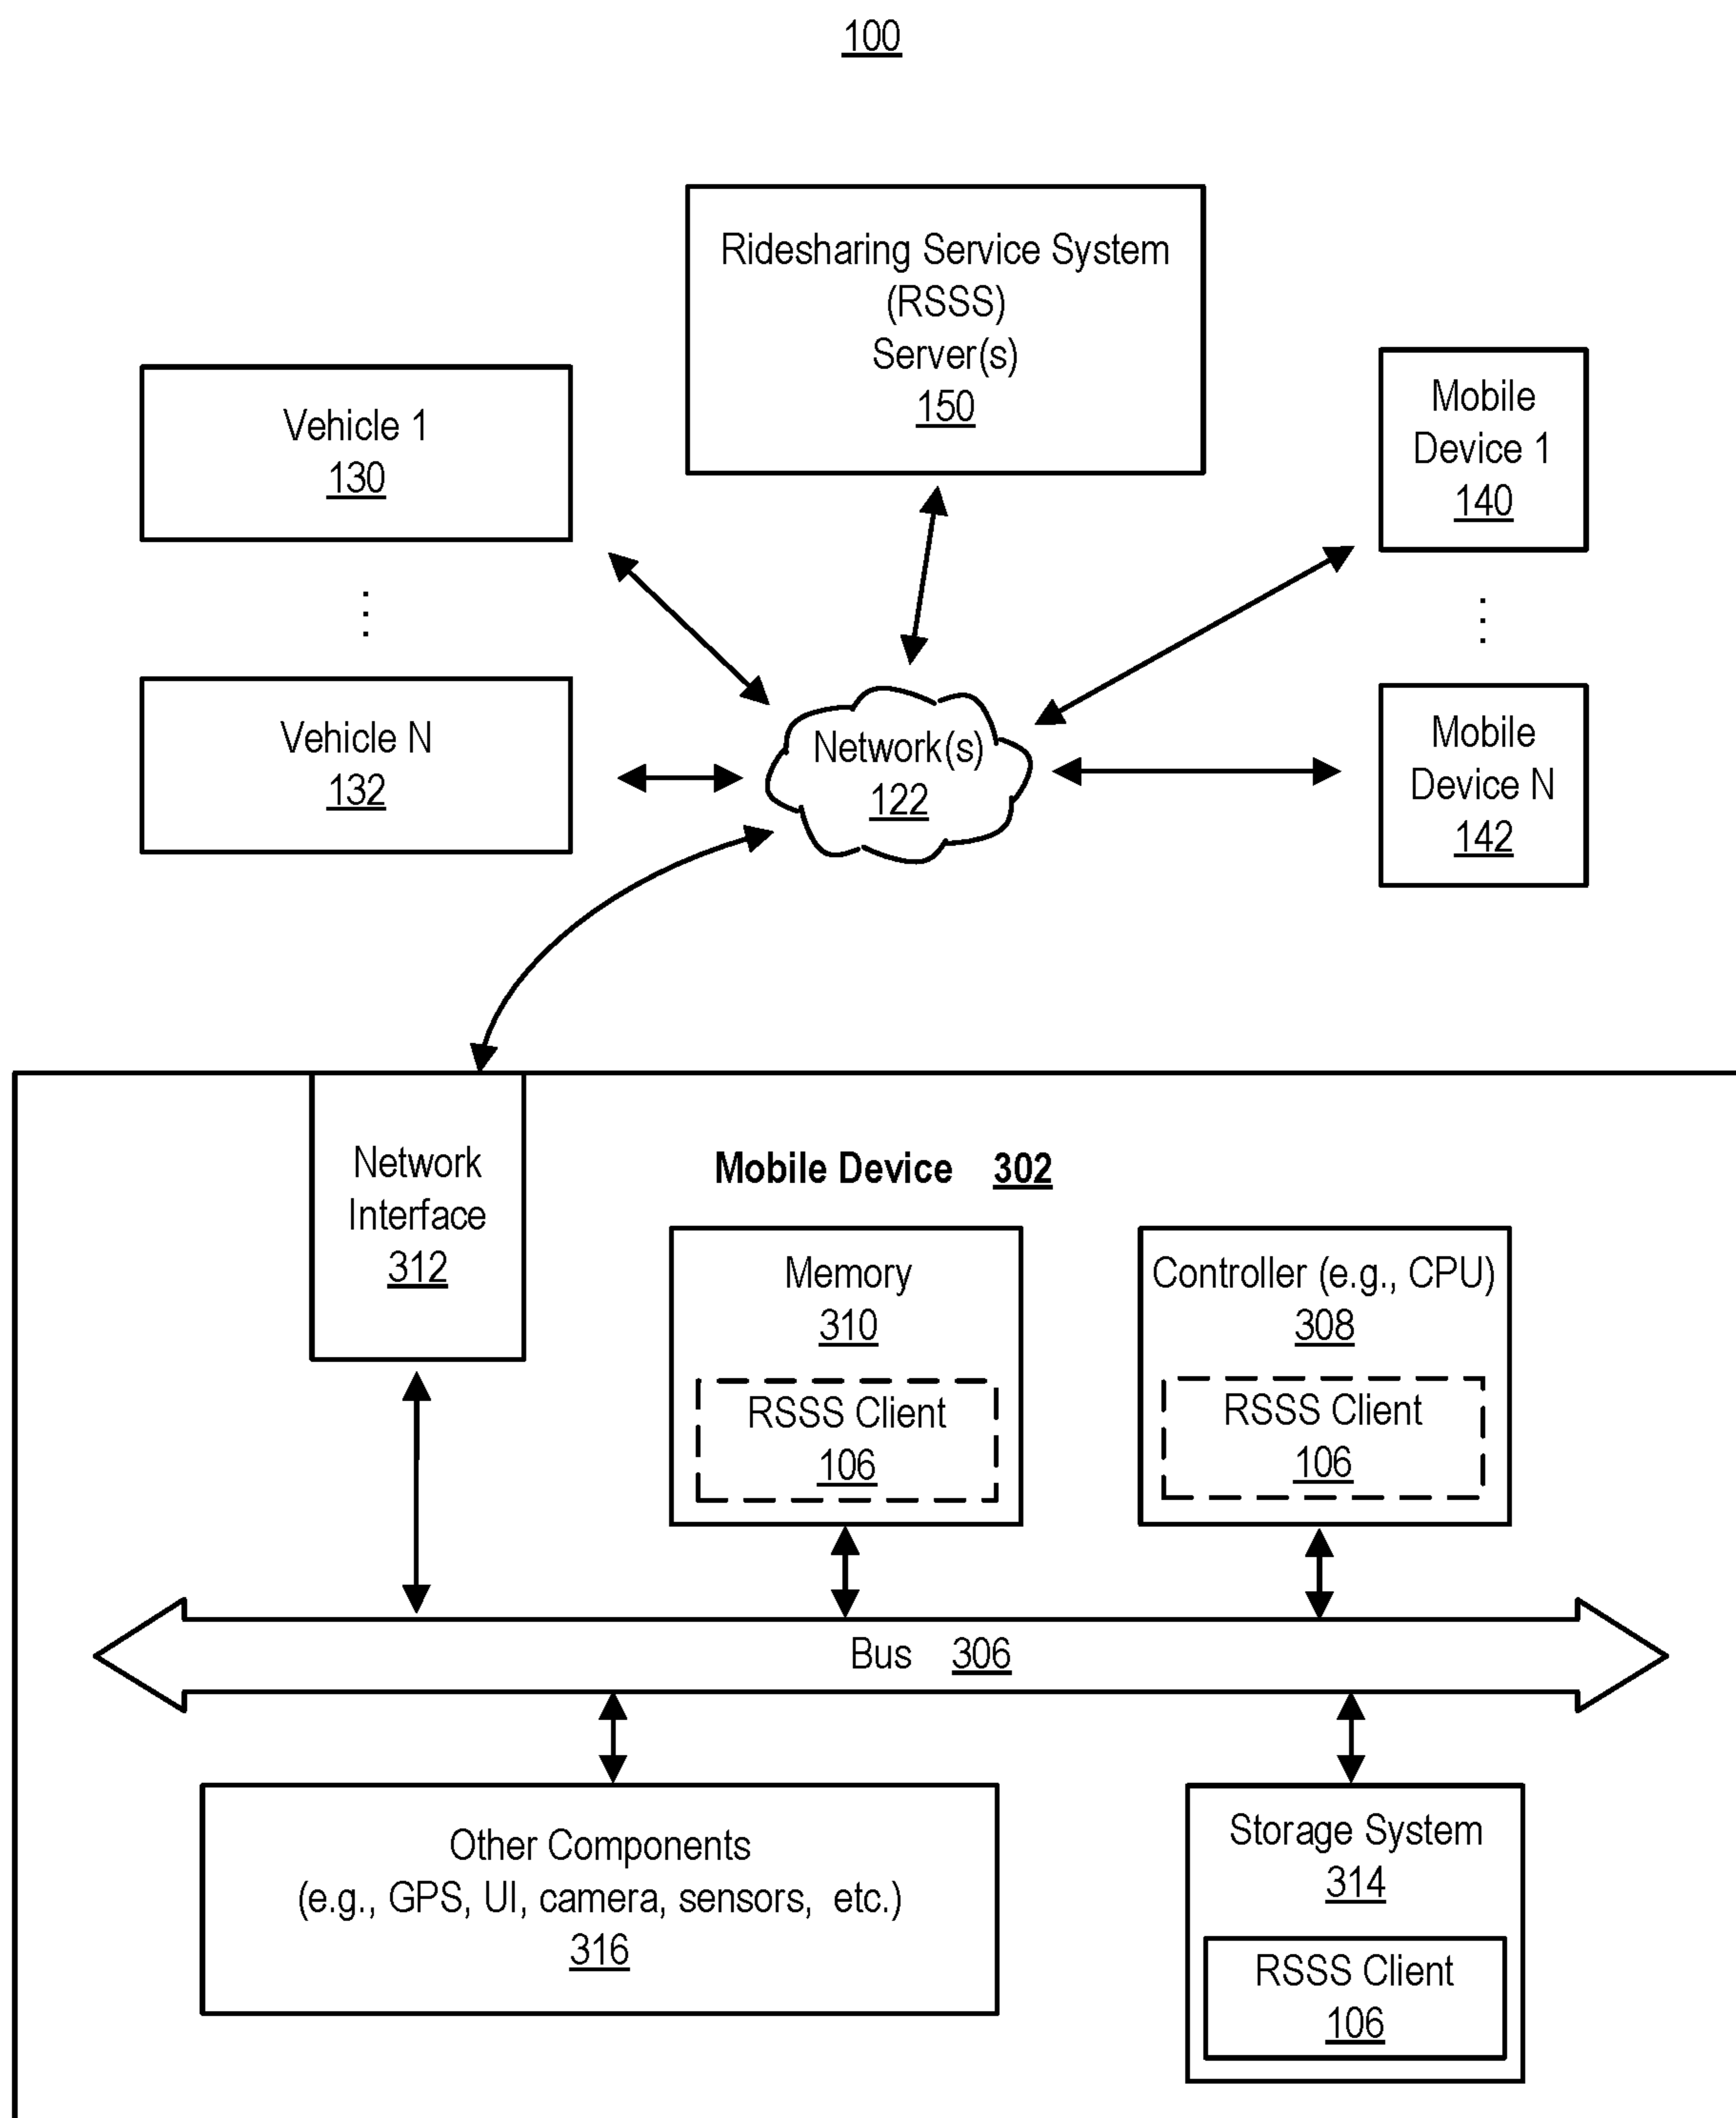 100
Ridesharing Service System
(RSSS)
Server(s)
150
Vehicle 1
130
⋮
Vehicle N
132
Network(s)
122
Mobile
Device 1
140
⋮
Mobile
Device N
142
Network
Interface
312
Mobile Device 302
Memory
310
RSSS Client
106
Controller (e.g., CPU)
308
RSSS Client
106
Bus 306
Other Components
(e.g., GPS, UI, camera, sensors, etc.)
316
Storage System
314
RSSS Client
106